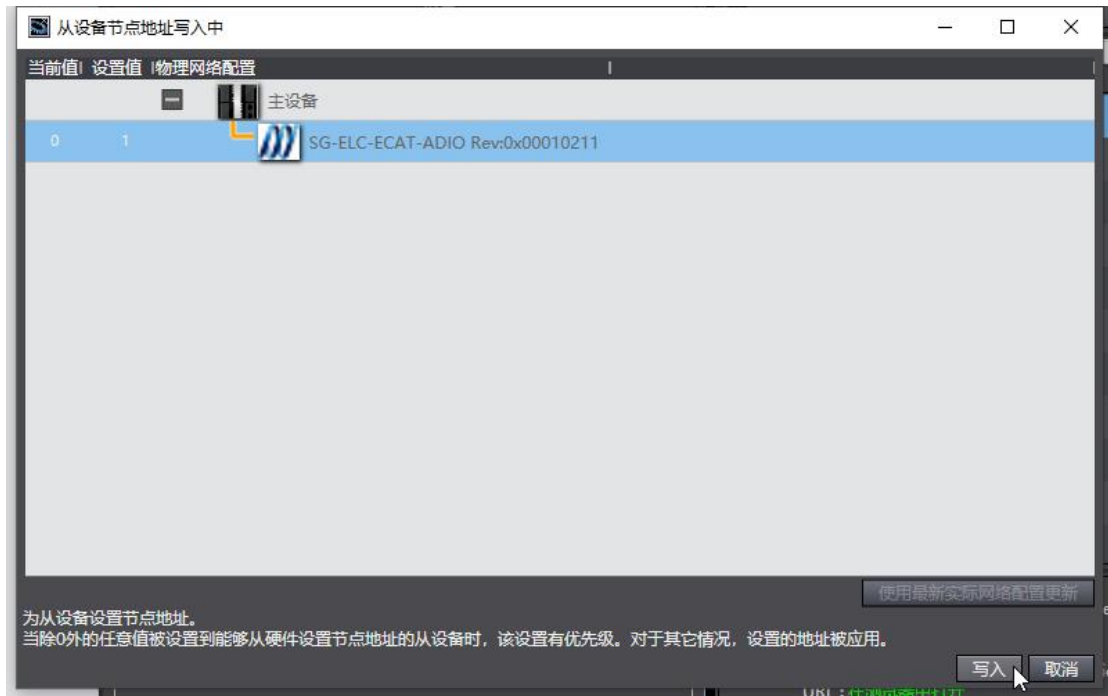 从设备节点地址写入中
当前值 设置值 物理网络配置
主设备
0 1 SG-ELC-ECAT-ADIO Rev:0x00010211
使用最新实际网络配置更新
为从设备设置节点地址。
当除0外的任意值被设置到能够从硬件设置节点地址的从设备时，该设置有优先级。对于其它情况，设置的地址被应用。
写入 取消